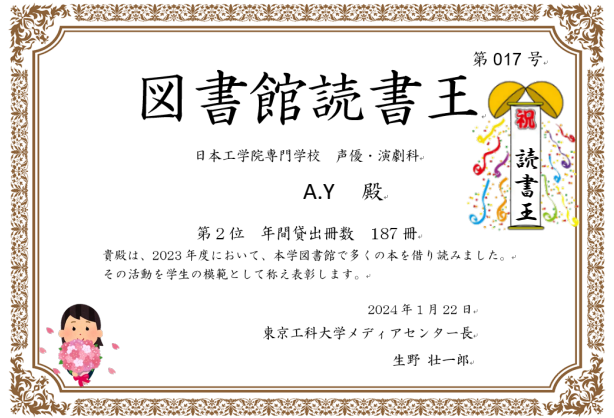 第 017 号
図書館読書王
祝
読書王
日本工学院専門学校　声優・演劇科
A.Y　殿
第2位　年間貸出冊数　187冊
貴殿は、2023年度において、本学図書館で多くの本を借り読みました。
その活動を学生の模範として称え表彰します。
2024年1月22日
東京工科大学メディアセンター長
生野 壮一郎